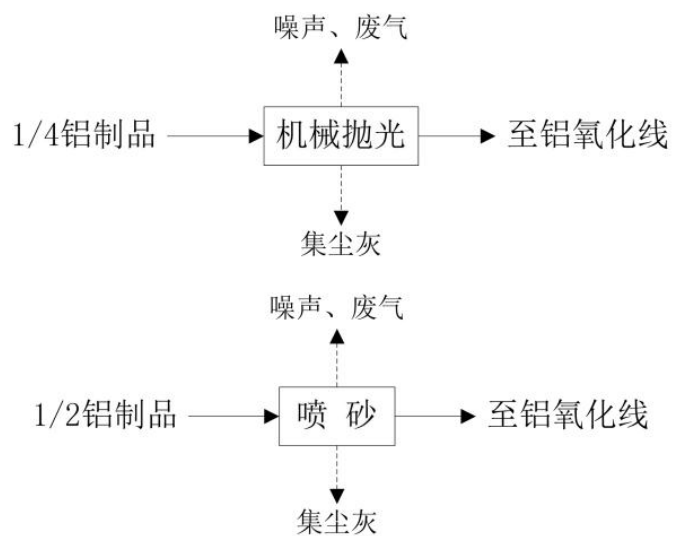 噪声、废气
1/4铝制品 机械抛光 至铝氧化线
集尘灰
噪声、废气
1/2铝制品 喷 砂 至铝氧化线
集尘灰